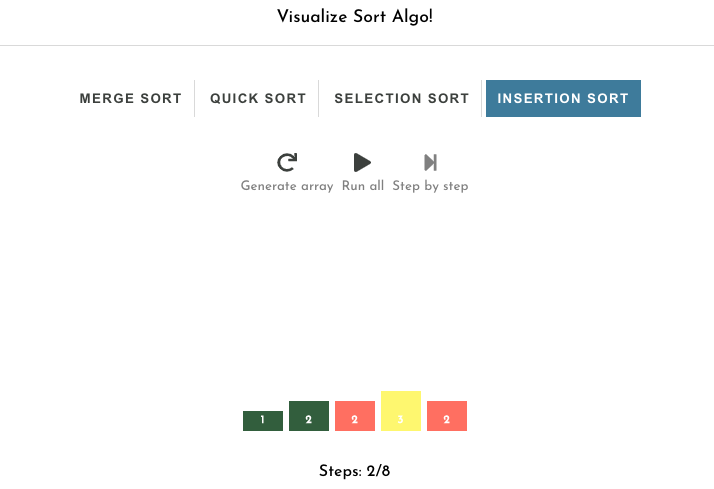 Visualize Sort Algo!
MERGE SORT QUICK SORT SELECTION SORT INSERTION SORT
Generate array Run all Step by step
1 2 2 3 2
Steps: 2/8